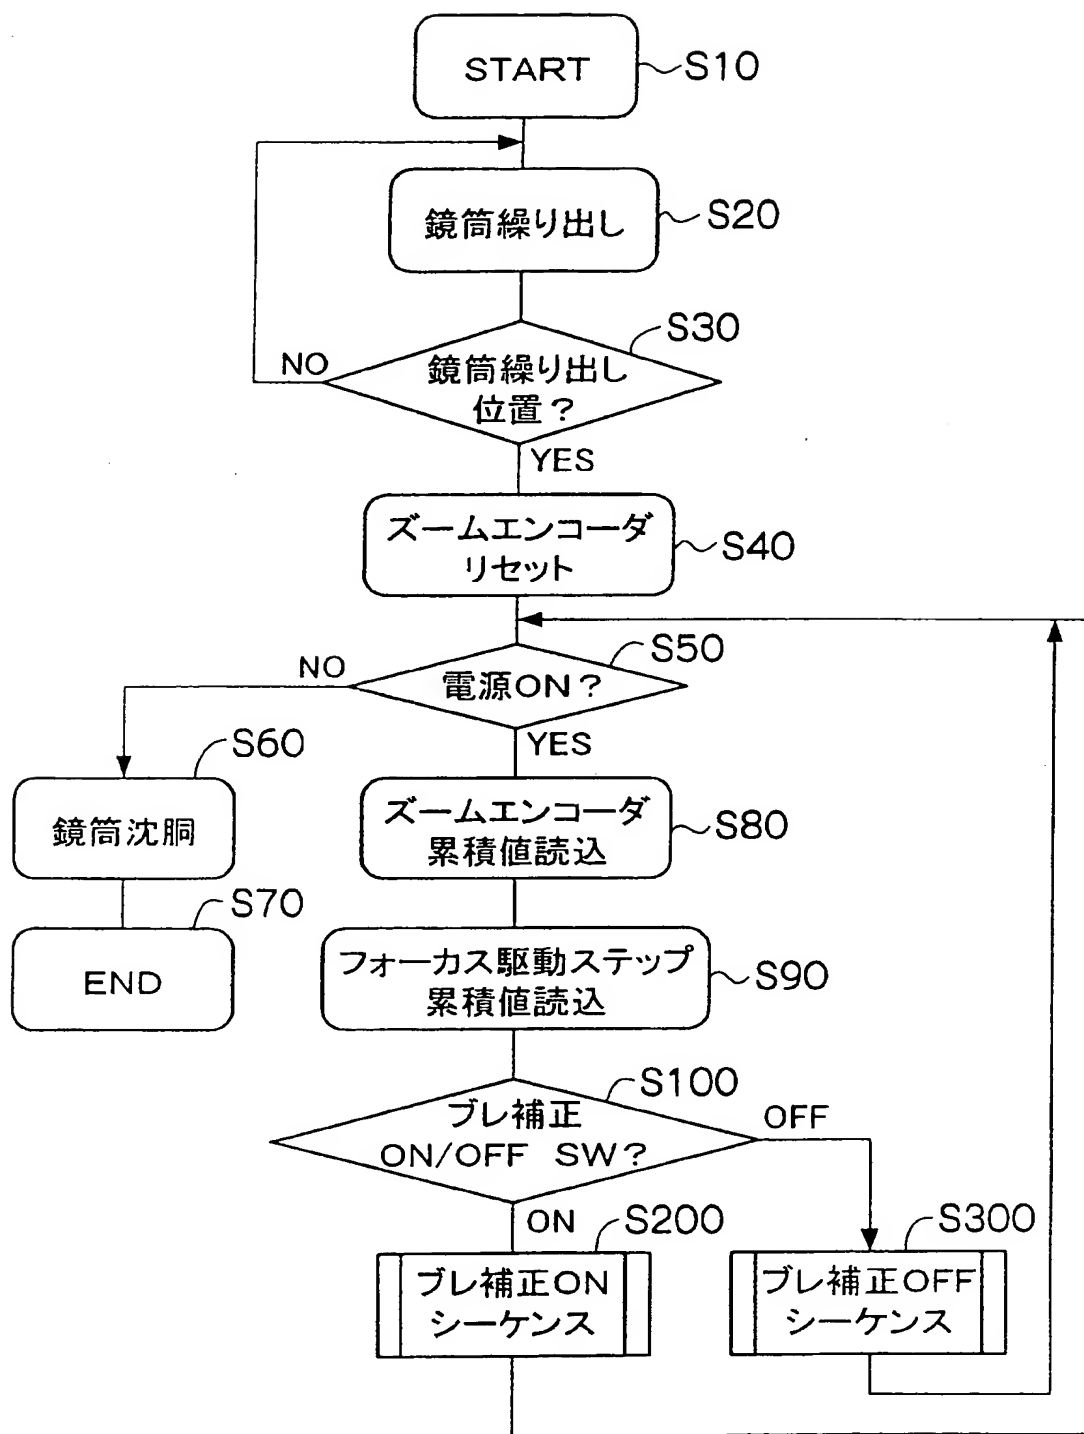 START
S10
鏡筒繰り出し
S20
S30
NO
鏡筒繰り出し
位置？
YES
ズームエンコーダ
リセット
S40
S50
NO
電源ON？
YES
S60
鏡筒沈胴
ズームエンコーダ
累積値読込
S80
S70
END
フォーカス駆動ステップ
累積値読込
S90
S100
ブレ補正
ON/OFF SW？
OFF
ON
S200
S300
ブレ補正ON
シーケンス
ブレ補正OFF
シーケンス